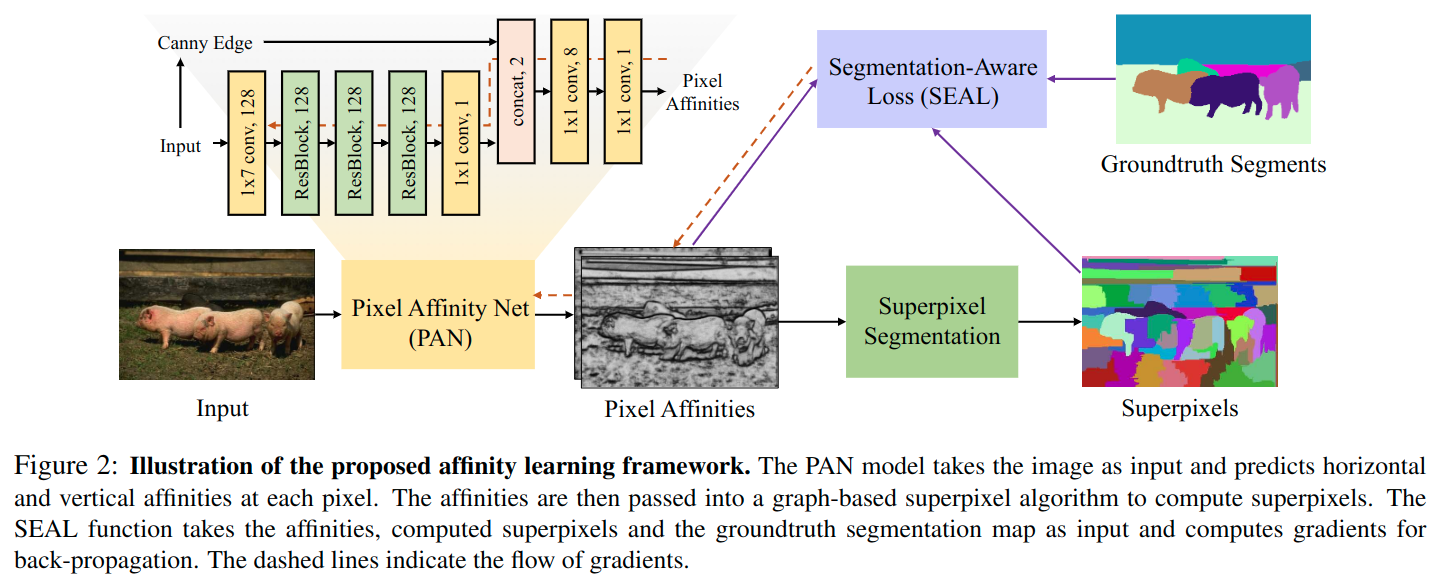 Canny Edge
Input
1x7 conv, 128
ResBlock, 128
ResBlock, 128
ResBlock, 128
1x1 conv, 1
concat, 2
1x1 conv, 8
1x1 conv, 1
Pixel
Affinities
Segmentation-Aware
Loss (SEAL)
Groundtruth Segments
Pixel Affinity Net
(PAN)
Superpixel
Segmentation
Input
Pixel Affinities
Superpixels
Figure 2: Illustration of the proposed affinity learning framework. The PAN model takes the image as input and predicts horizontal
and vertical affinities at each pixel. The affinities are then passed into a graph-based superpixel algorithm to compute superpixels. The
SEAL function takes the affinities, computed superpixels and the groundtruth segmentation map as input and computes gradients for
back-propagation. The dashed lines indicate the flow of gradients.